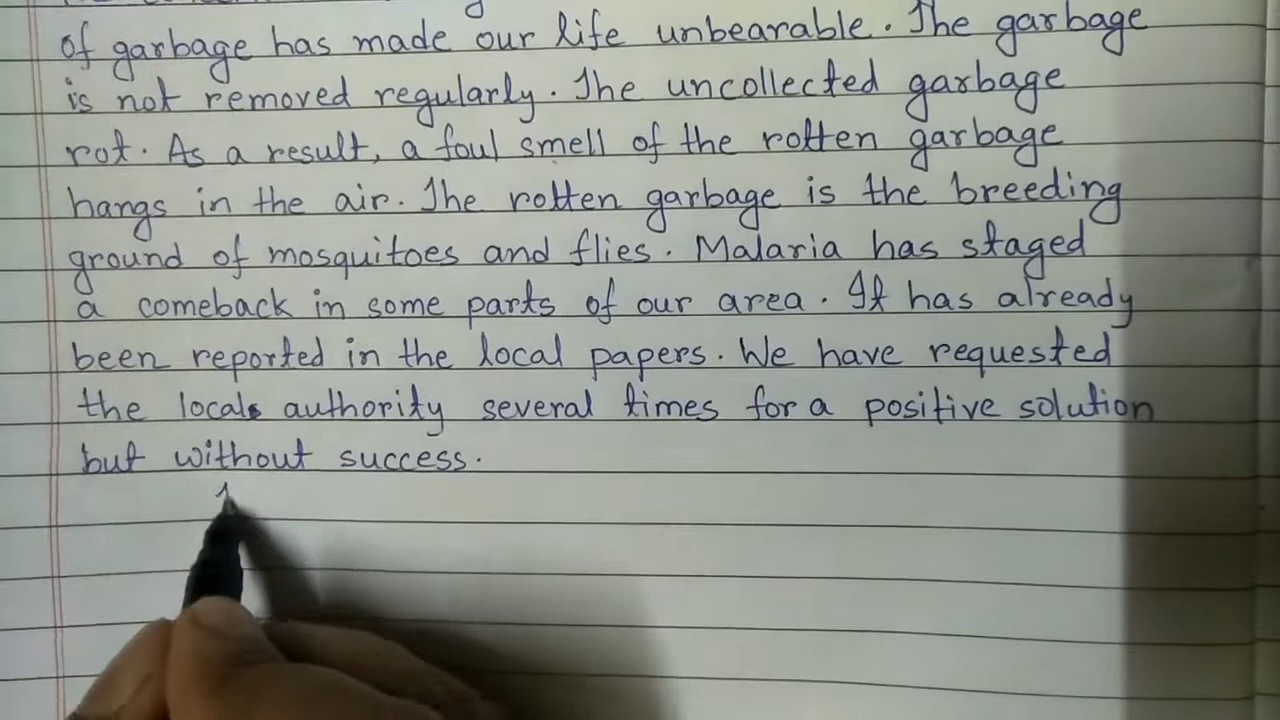 of garbage has made our life unbearable. The garbage
is not removed regularly. The uncollected garbage
rot. As a result, a foul smell of the rotten garbage
hangs in the air. The rotten garbage is the breeding
ground of mosquitoes and flies. Malaria has staged
a comeback in some parts of our area. It has already
been reported in the local papers. We have requested
the locals authority several times for a positive solution
but without success.